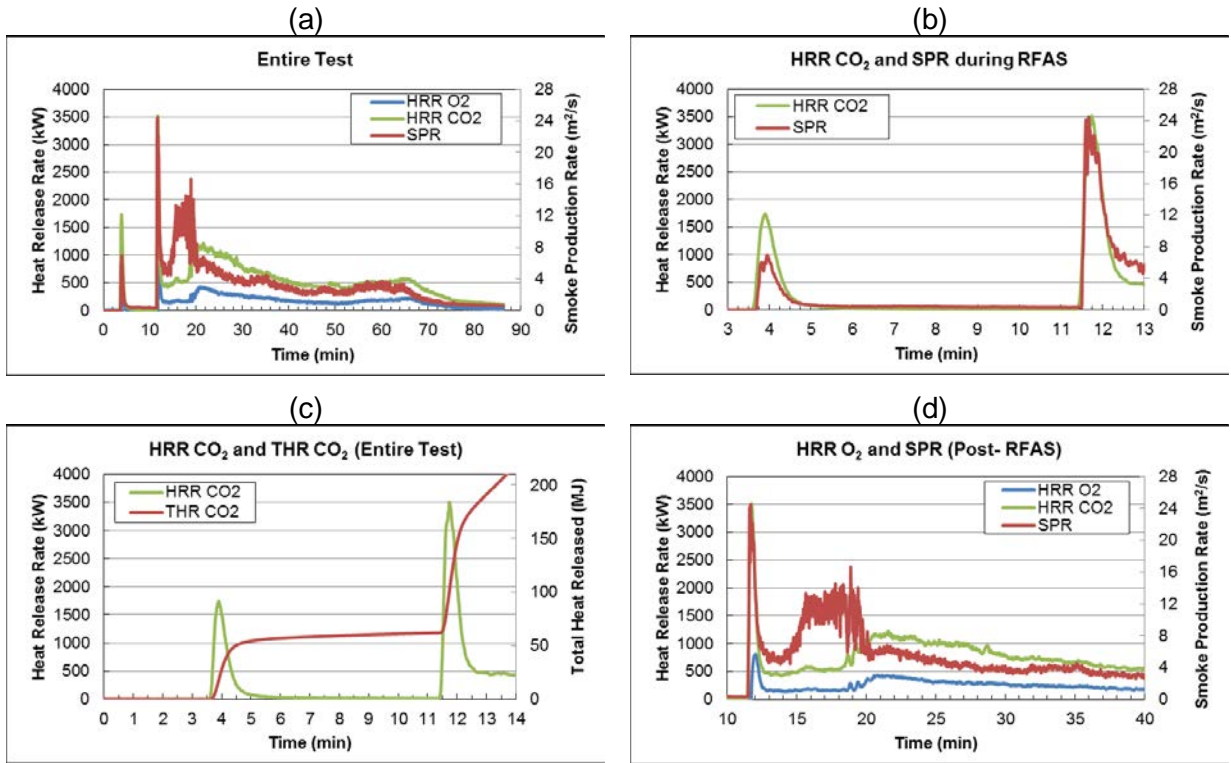 (a)
Entire Test
Heat Release Rate (kW)
4000
3500
3000
2500
2000
1500
1000
500
0
HRR O2
HRR CO2
SPR
28
24
20
16
12
8
4
0
Smoke Production Rate (m²/s)
0 10 20 30 40 50 60 70 80 90
Time (min)
(b)
HRR CO₂ and SPR during RFAS
Heat Release Rate (kW)
4000
3500
3000
2500
2000
1500
1000
500
0
HRR CO2
SPR
28
24
20
16
12
8
4
0
Smoke Production Rate (m²/s)
3 4 5 6 7 8 9 10 11 12 13
Time (min)
(c)
HRR CO₂ and THR CO₂ (Entire Test)
Heat Release Rate (kW)
4000
3500
3000
2500
2000
1500
1000
500
0
HRR CO2
THR CO2
200
150
100
50
0
Total Heat Released (MJ)
0 1 2 3 4 5 6 7 8 9 10 11 12 13 14
Time (min)
(d)
HRR O₂ and SPR (Post- RFAS)
Heat Release Rate (kW)
4000
3500
3000
2500
2000
1500
1000
500
0
HRR O2
HRR CO2
SPR
28
24
20
16
12
8
4
0
Smoke Production Rate (m²/s)
10 15 20 25 30 35 40
Time (min)